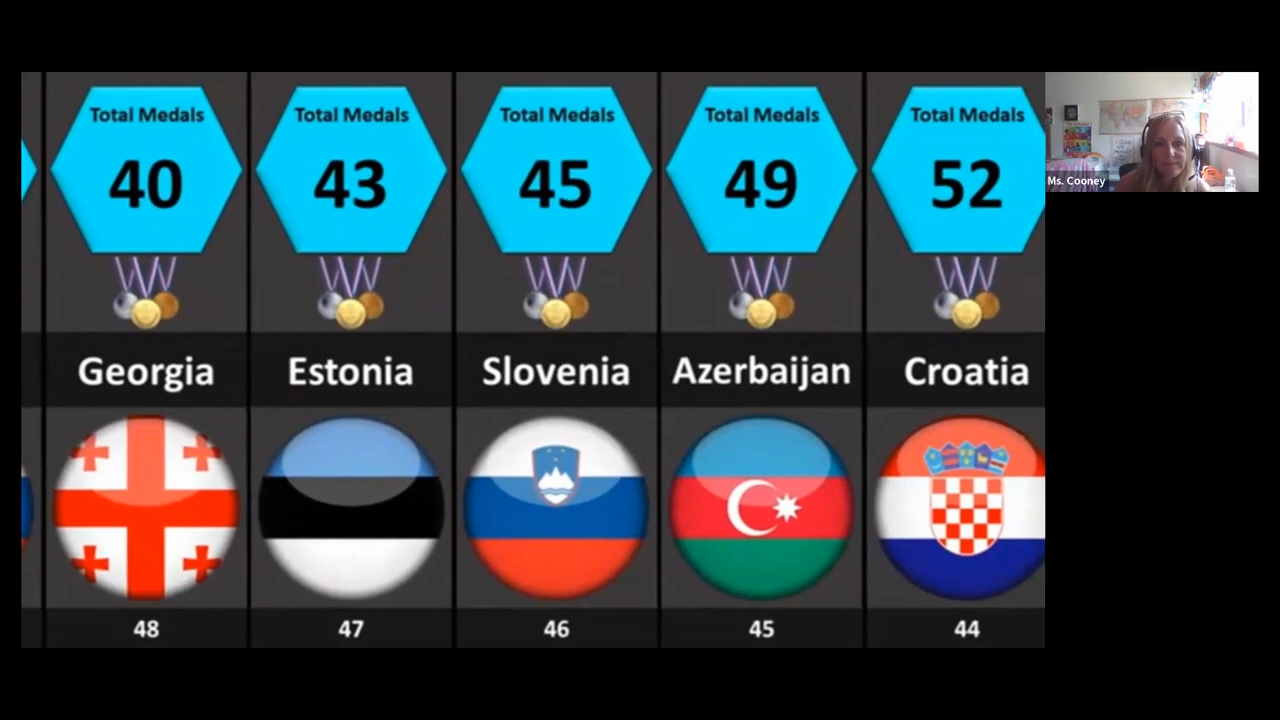 Total Medals
40
Georgia
48
Total Medals
43
Estonia
47
Total Medals
45
Slovenia
46
Total Medals
49
Azerbaijan
45
Total Medals
52
Croatia
44
Ms. Cooney